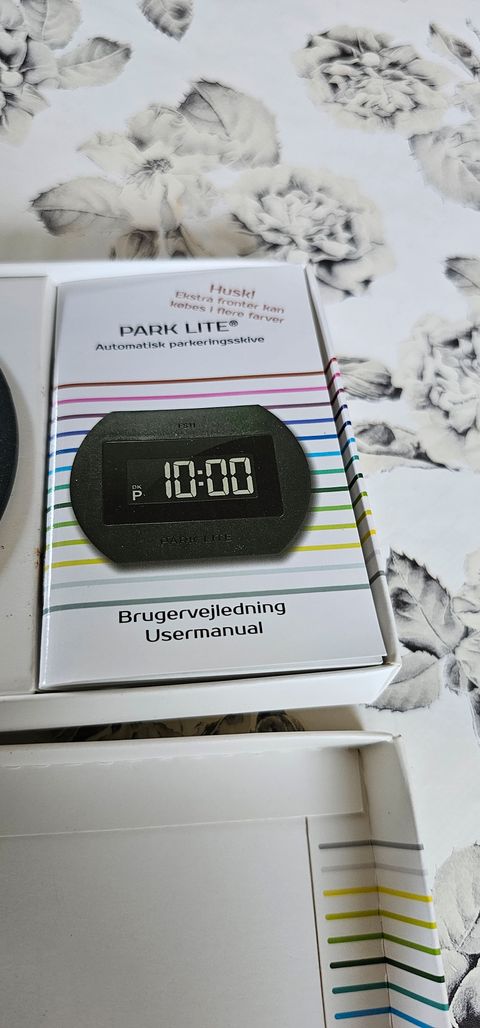 Husk!
Ekstra fronter kan
købes i flere farver
PARK LITE®
Automatisk parkeringsskive
DK
P 10:00
PARK LITE
Brugervejledning
Usermanual